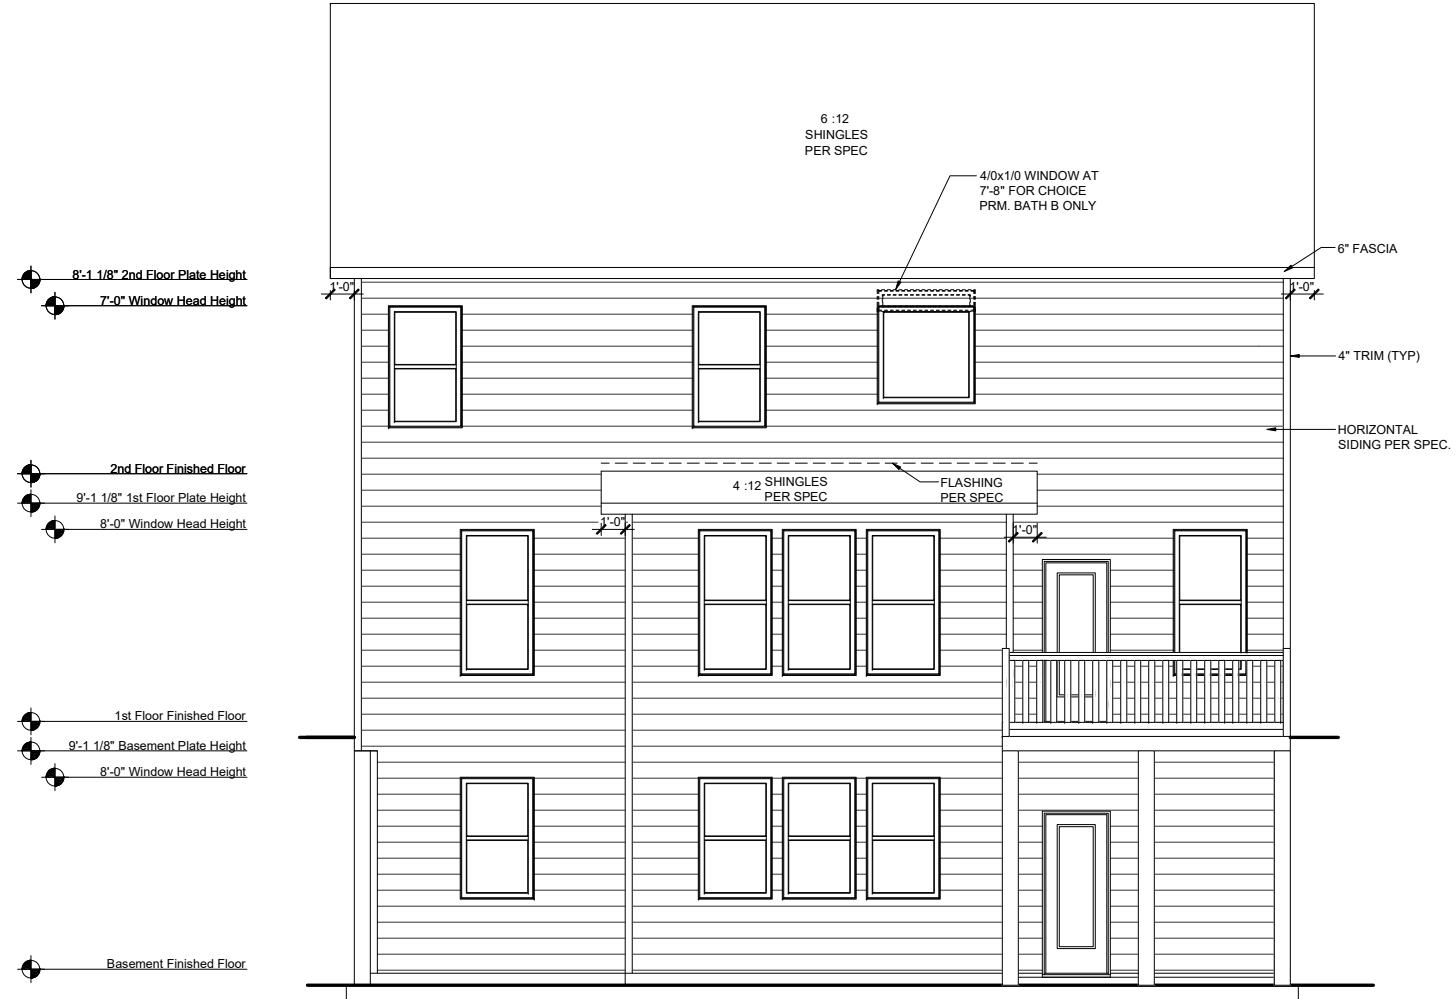 6 :12
SHINGLES
PER SPEC
4/0x1/0 WINDOW AT
7'-8" FOR CHOICE
PRM. BATH B ONLY
6" FASCIA
8'-1 1/8" 2nd Floor Plate Height
1'-0"
1'-0"
7'-0" Window Head Height
4" TRIM (TYP)
HORIZONTAL
SIDING PER SPEC.
2nd Floor Finished Floor
4 :12 SHINGLES
PER SPEC
FLASHING
PER SPEC
9'-1 1/8" 1st Floor Plate Height
8'-0" Window Head Height
1'-0"
1'-0"
1st Floor Finished Floor
9'-1 1/8" Basement Plate Height
8'-0" Window Head Height
Basement Finished Floor